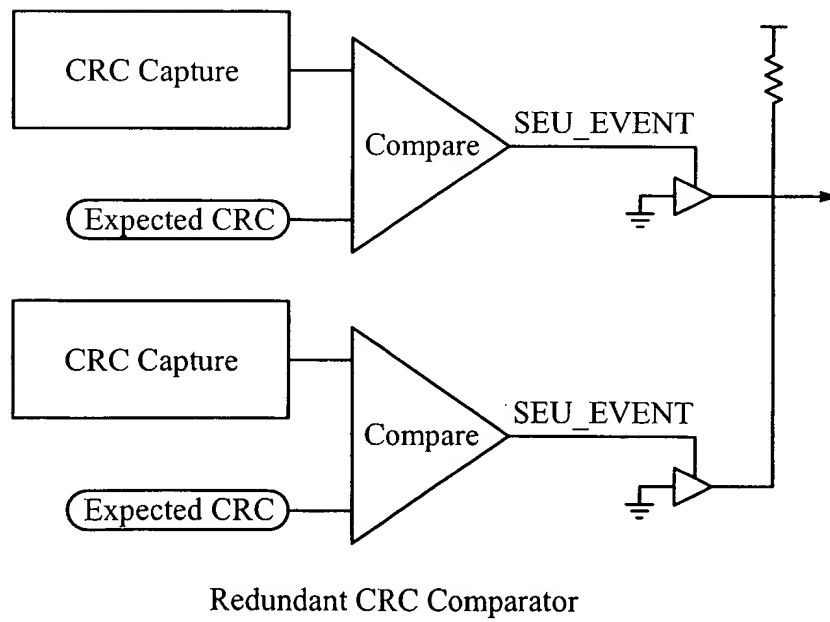 CRC Capture
Compare
SEU_EVENT
Expected CRC
CRC Capture
Compare
SEU_EVENT
Expected CRC
Redundant CRC Comparator